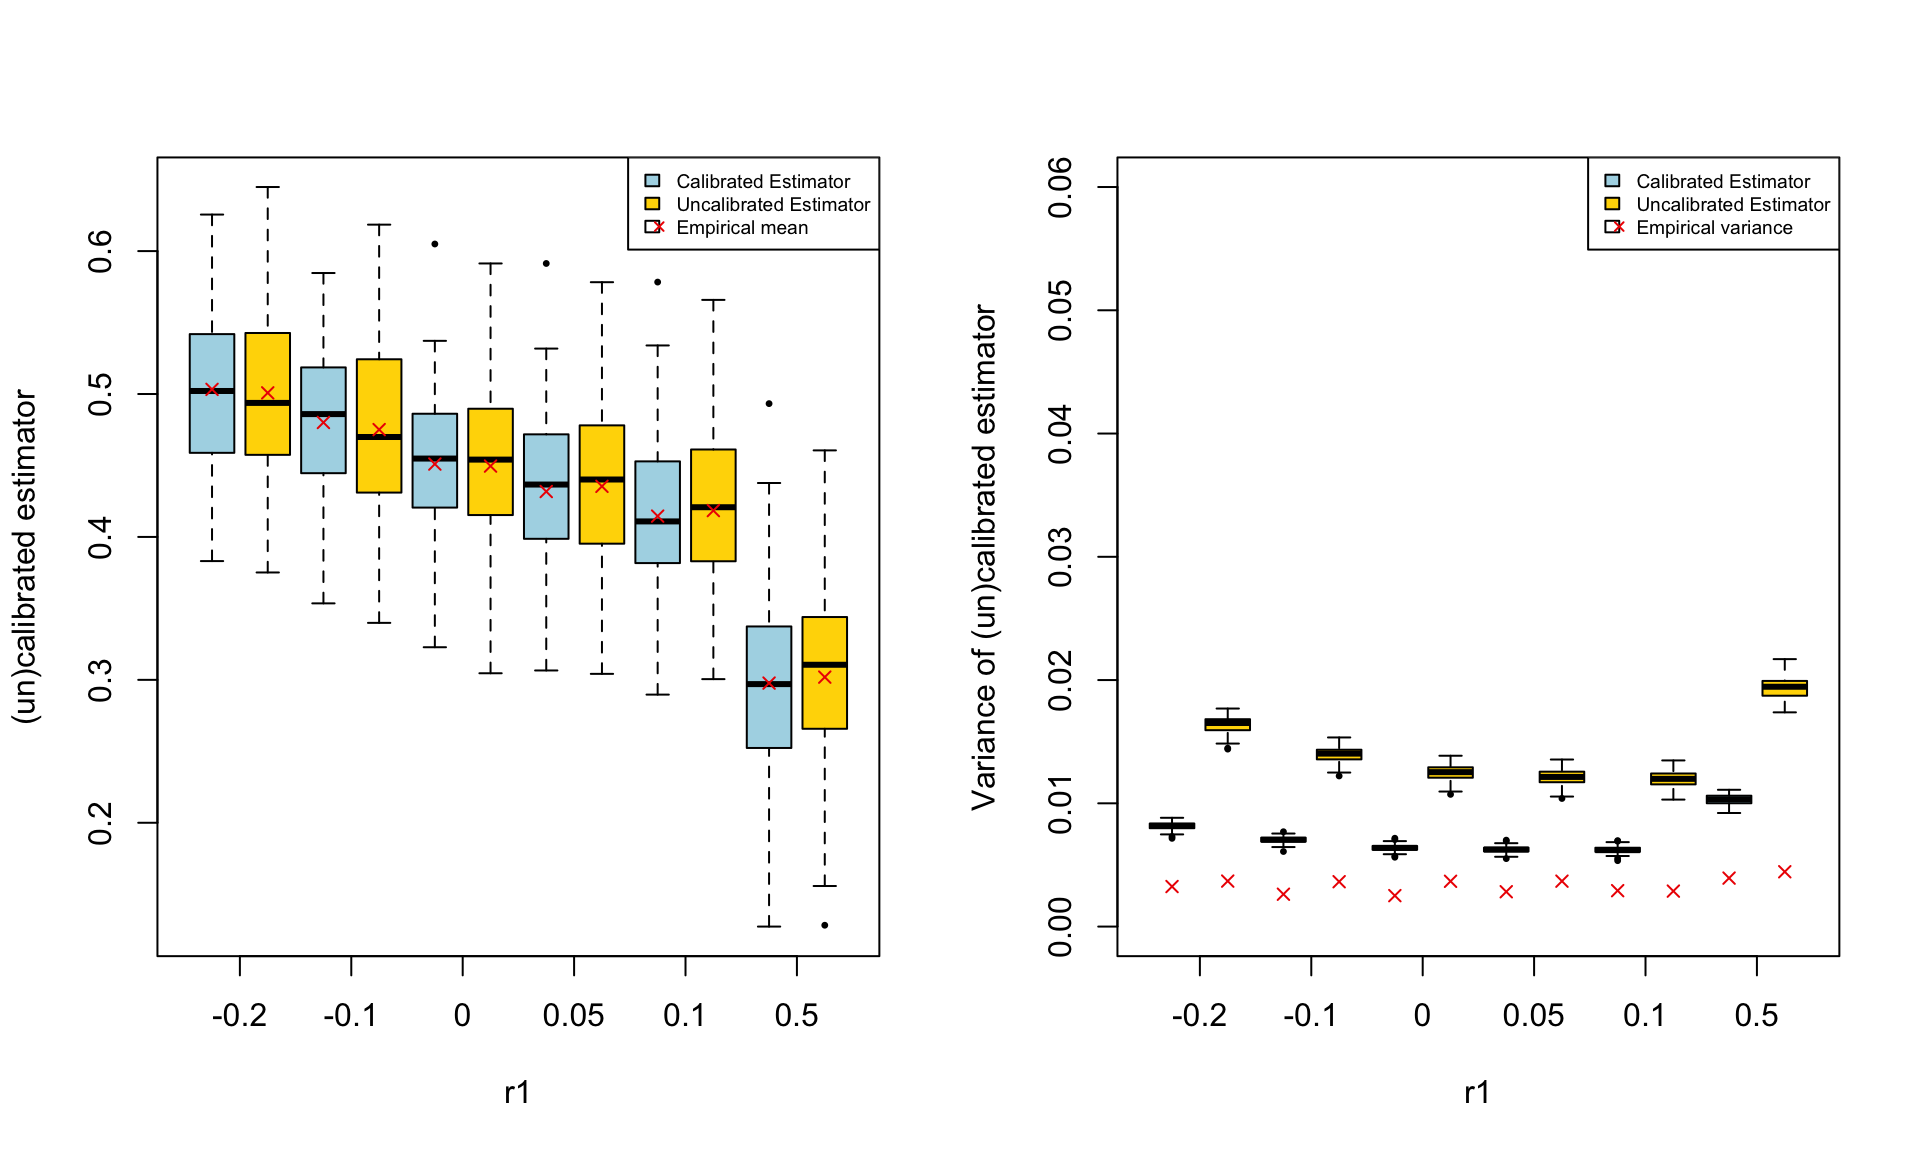 Calibrated Estimator
Uncalibrated Estimator
Empirical mean
(un)calibrated estimator
0.6
0.5
0.4
0.3
0.2
-0.2 -0.1 0 0.05 0.1 0.5
r1
Calibrated Estimator
Uncalibrated Estimator
Empirical variance
Variance of (un)calibrated estimator
0.06
0.05
0.04
0.03
0.02
0.01
0.00
-0.2 -0.1 0 0.05 0.1 0.5
r1